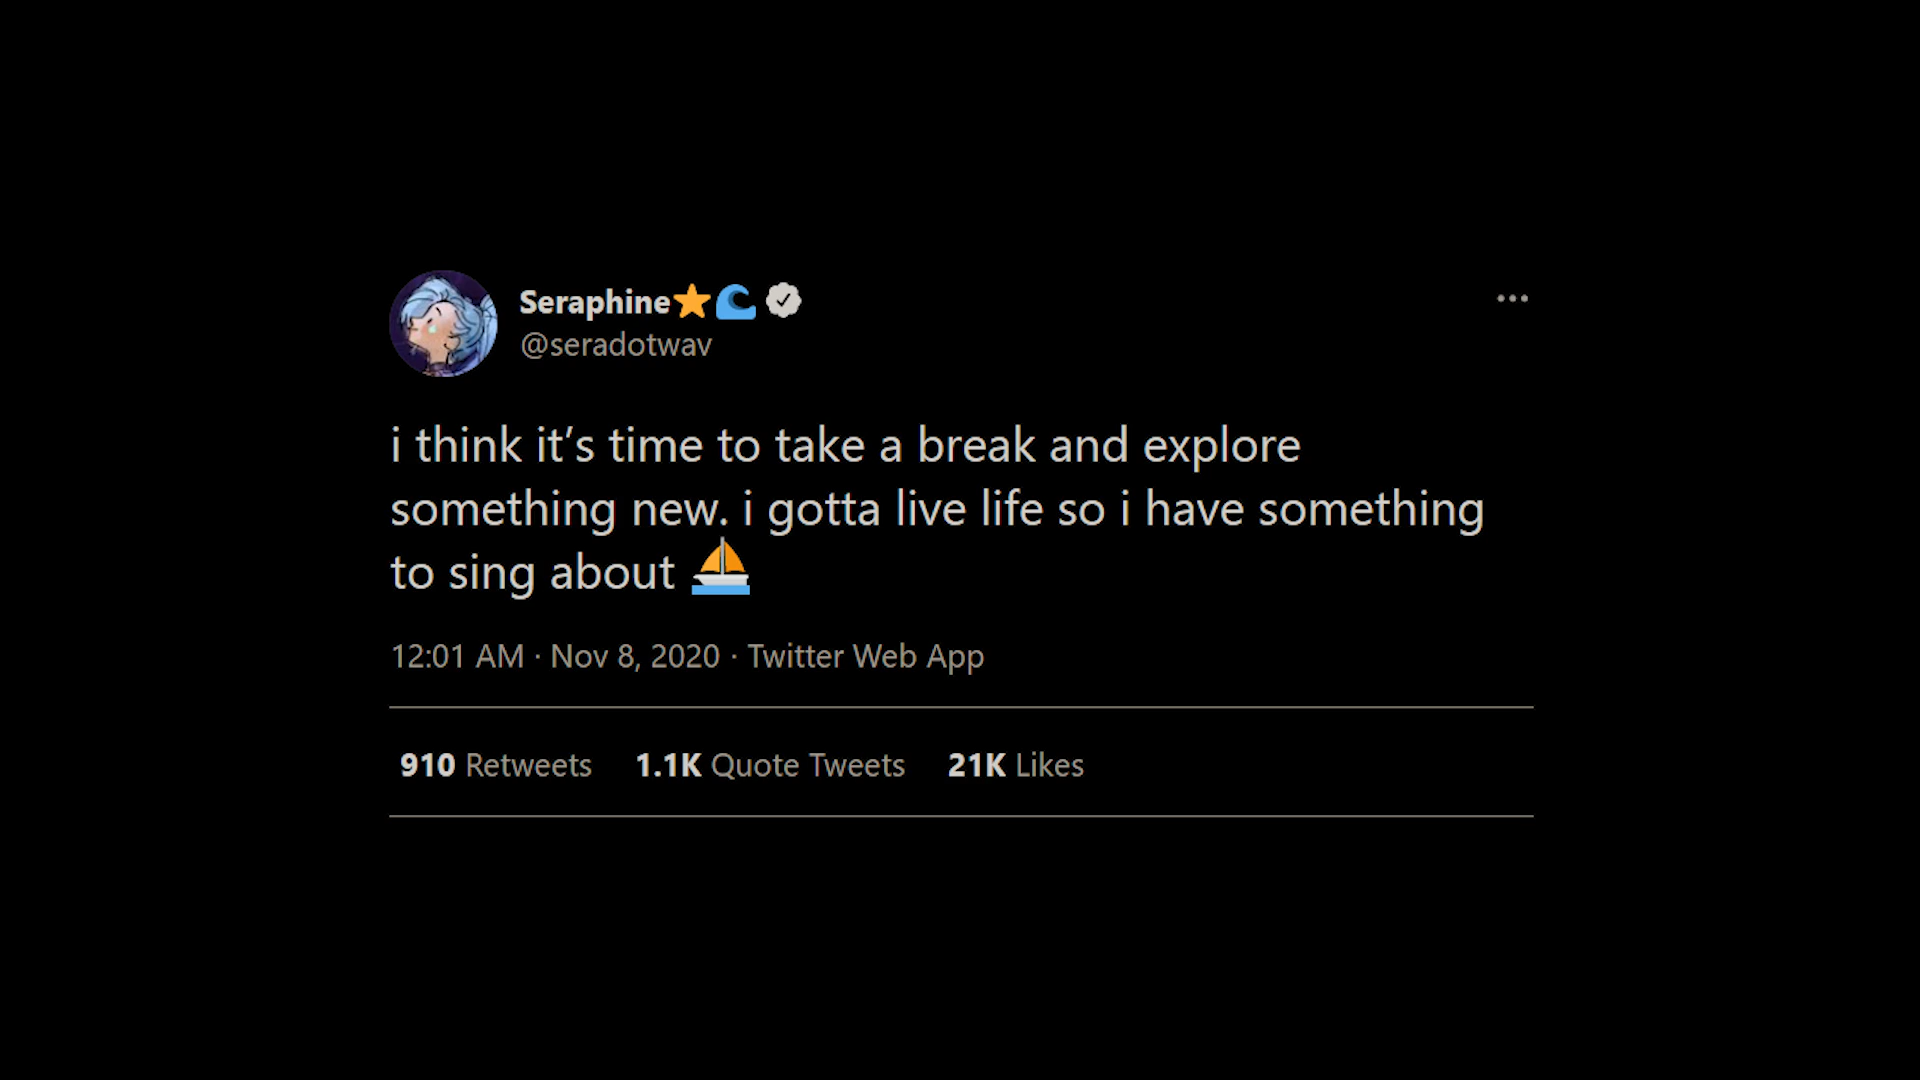 Seraphine⭐🌊
@seradotwav
i think it’s time to take a break and explore
something new. i gotta live life so i have something
to sing about ⛵
12:01 AM · Nov 8, 2020 · Twitter Web App
910 Retweets 1.1K Quote Tweets 21K Likes